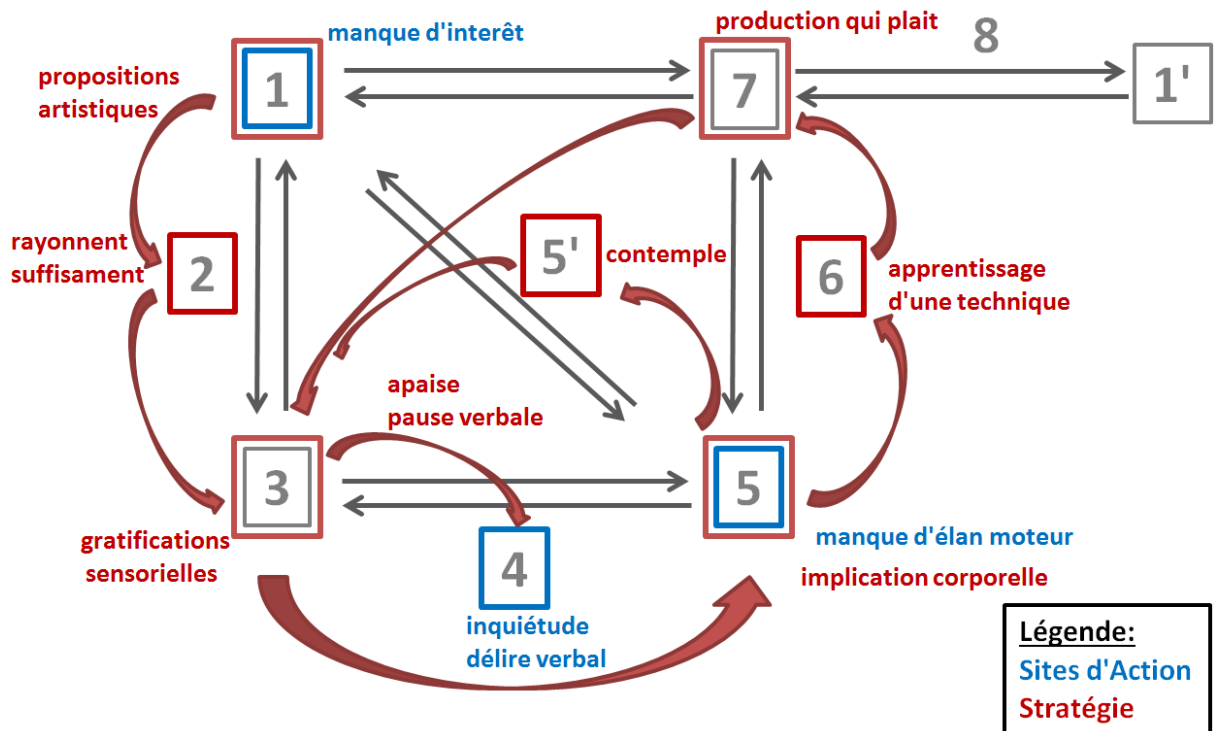 manque d'interêt
production qui plait
8
propositions
artistiques
1
7
1'
rayonnent
suffisament
2
5'
contemple
6
apprentissage
d'une technique
apaise
pause verbale
3
5
gratifications
sensorielles
4
manque d'élan moteur
implication corporelle
inquiétude
délire verbal
Légende:
Sites d'Action
Stratégie